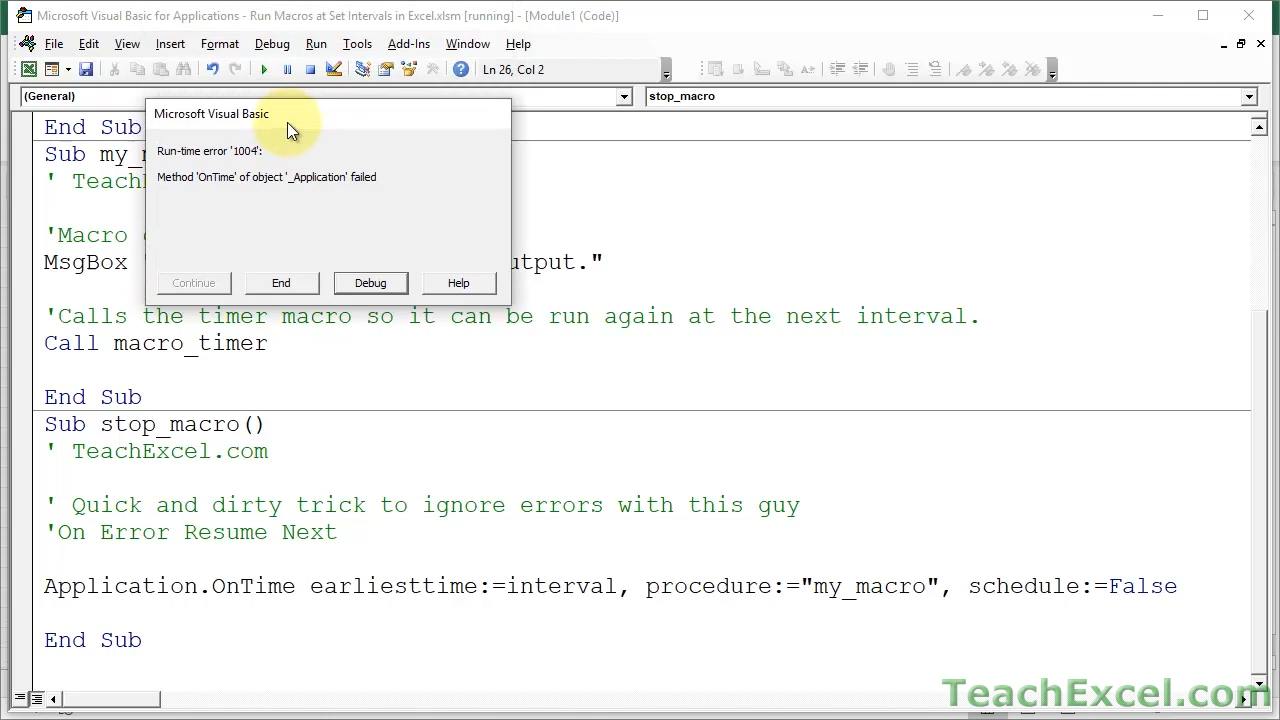 Microsoft Visual Basic for Applications - Run Macros at Set Intervals in Excel.xlsm [running] - [Module1 (Code)]
File Edit View Insert Format Debug Run Tools Add-Ins Window Help
Ln 26, Col 2
(General) stop_macro
End Sub
Microsoft Visual Basic
Run-time error '1004':
Method 'OnTime' of object '_Application' failed
Continue End Debug Help
Sub my_
' Teach
'Macro
MsgBox utput."
'Calls the timer macro so it can be run again at the next interval.
Call macro_timer
End Sub
Sub stop_macro()
' TeachExcel.com
' Quick and dirty trick to ignore errors with this guy
'On Error Resume Next
Application.OnTime earliesttime:=interval, procedure:="my_macro", schedule:=False
End Sub
TeachExcel.com